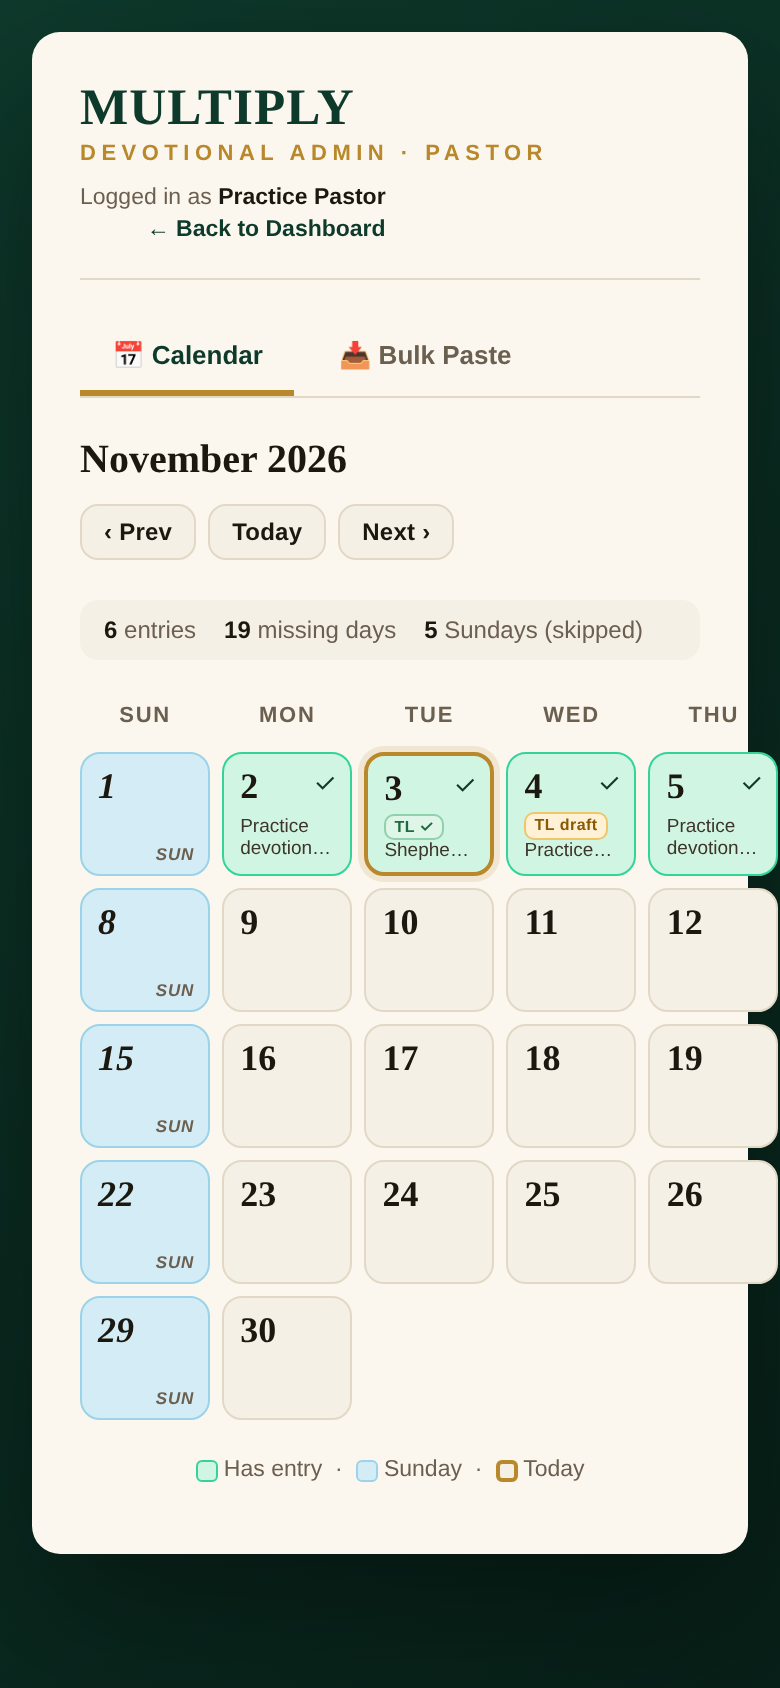 MULTIPLY
DEVOTIONAL ADMIN · PASTOR
Logged in as Practice Pastor
← Back to Dashboard
📅 Calendar 📥 Bulk Paste
November 2026
‹ Prev Today Next ›
6 entries 19 missing days 5 Sundays (skipped)
SUN MON TUE WED THU
1 2 ✓ 3 ✓ 4 ✓ 5 ✓
Practice TL ✓ TL draft Practice
SUN devotion… Shephe… Practice… devotion…
8 9 10 11 12
SUN
15 16 17 18 19
SUN
22 23 24 25 26
SUN
29 30
SUN
Has entry · Sunday · Today